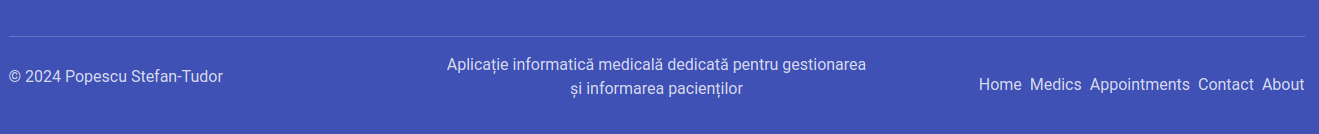 © 2024 Popescu Stefan-Tudor
Aplicație informatică medicală dedicată pentru gestionarea
și informarea pacienților
Home Medics Appointments Contact About